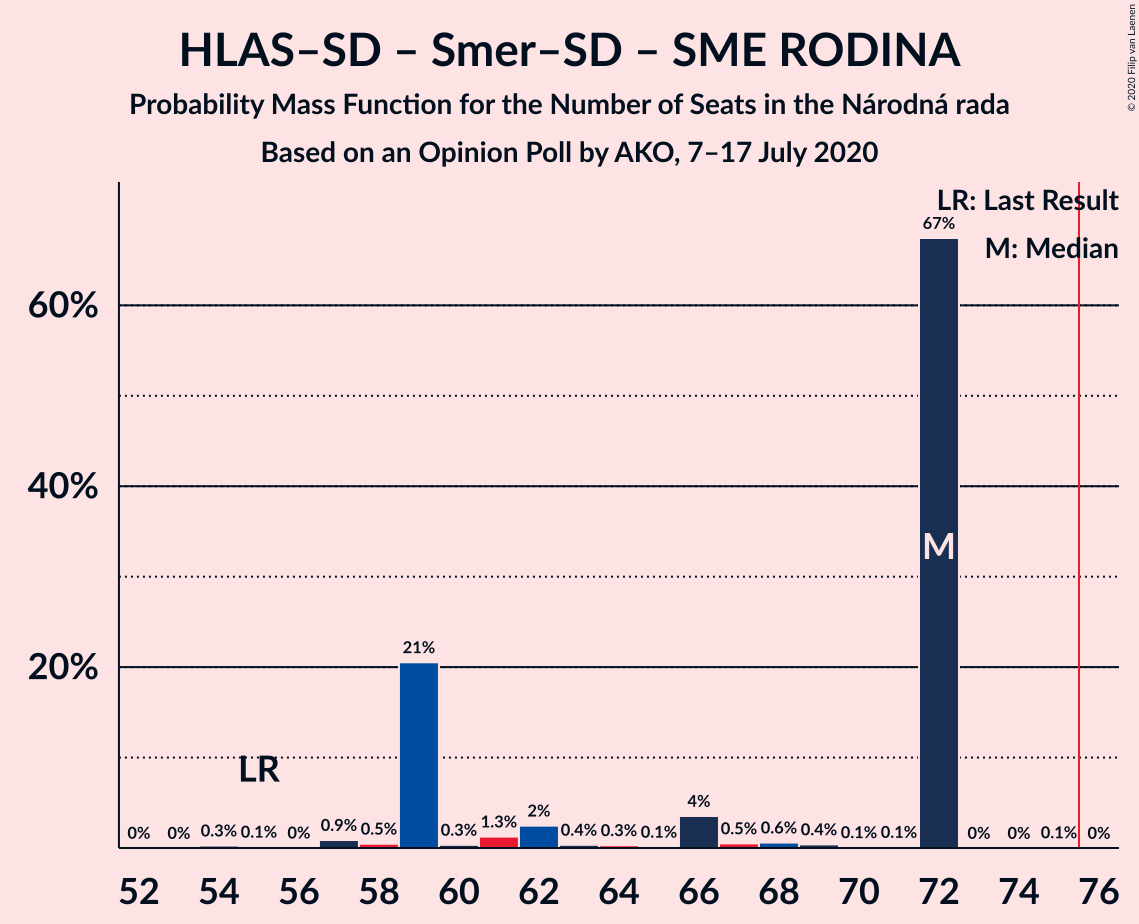 HLAS–SD – Smer–SD – SME RODINA
Probability Mass Function for the Number of Seats in the Národná rada
Based on an Opinion Poll by AKO, 7–17 July 2020
© 2020 Filip van Laenen
LR: Last Result
67%
M: Median
60%
40%
M
21%
20%
LR
0% 0% 0.3% 0.1% 0% 0.9% 0.5% 0.3% 1.3% 2% 0.4% 0.3% 0.1% 4% 0.5% 0.6% 0.4% 0.1% 0.1% 0% 0% 0.1% 0%
52 54 56 58 60 62 64 66 68 70 72 74 76